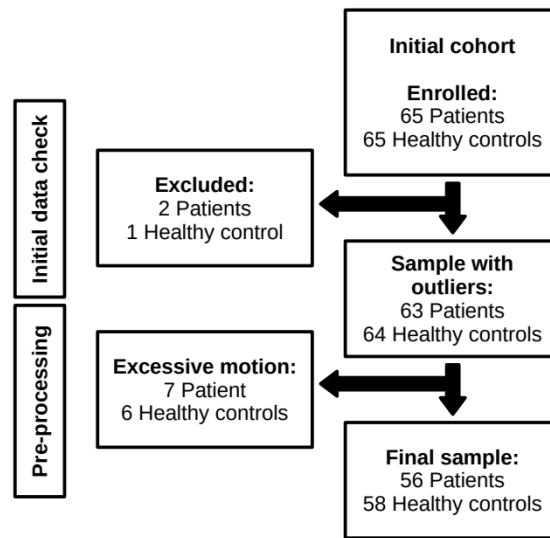 Initial cohort
Enrolled:
65 Patients
65 Healthy controls
Initial data check
Excluded:
2 Patients
1 Healthy control
Sample with
outliers:
63 Patients
64 Healthy controls
Pre-processing
Excessive motion:
7 Patient
6 Healthy controls
Final sample:
56 Patients
58 Healthy controls